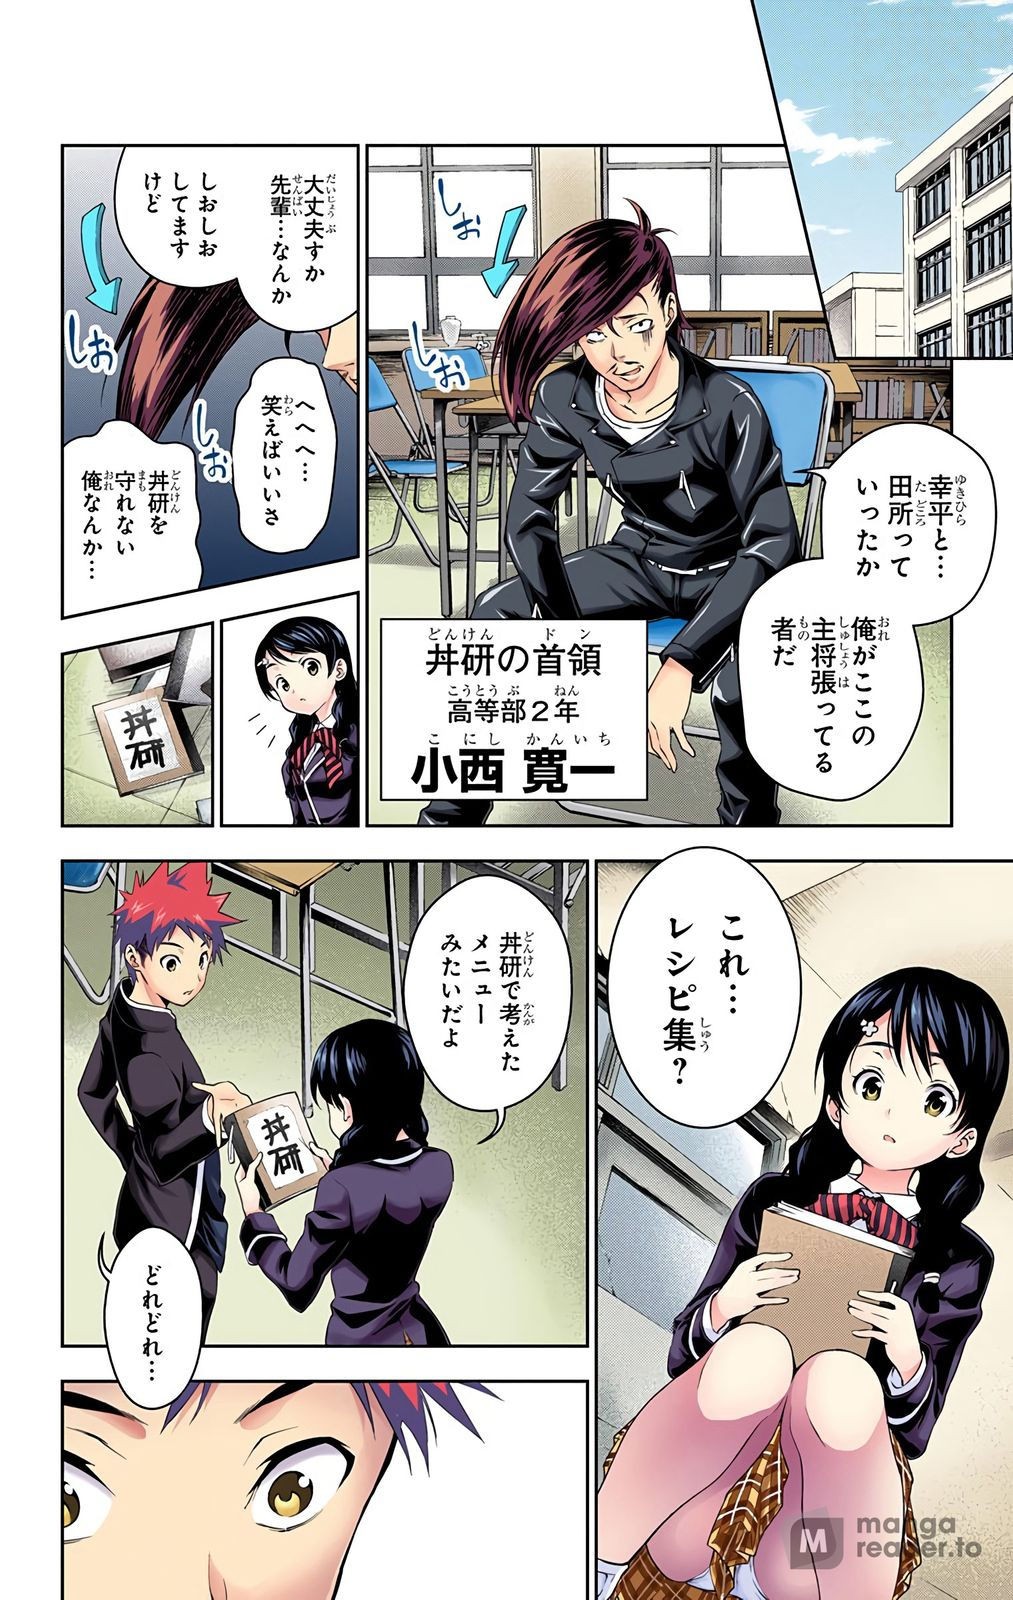 幸平と…
田所って
いったか
俺がここの
主将張ってる
者だ
しお
しお
丼研の首領
高等部2年
小西 寛一
大丈夫すか
先輩…なんか
しおしお
してます
けど
しお
へへへ…
笑えばいいさ
しお
丼研を
守れない
俺なんか…
丼研
これ…
レシピ集?
丼研で考えた
メニュー
みたいだよ
丼研
どれどれ…
manga
reader.to